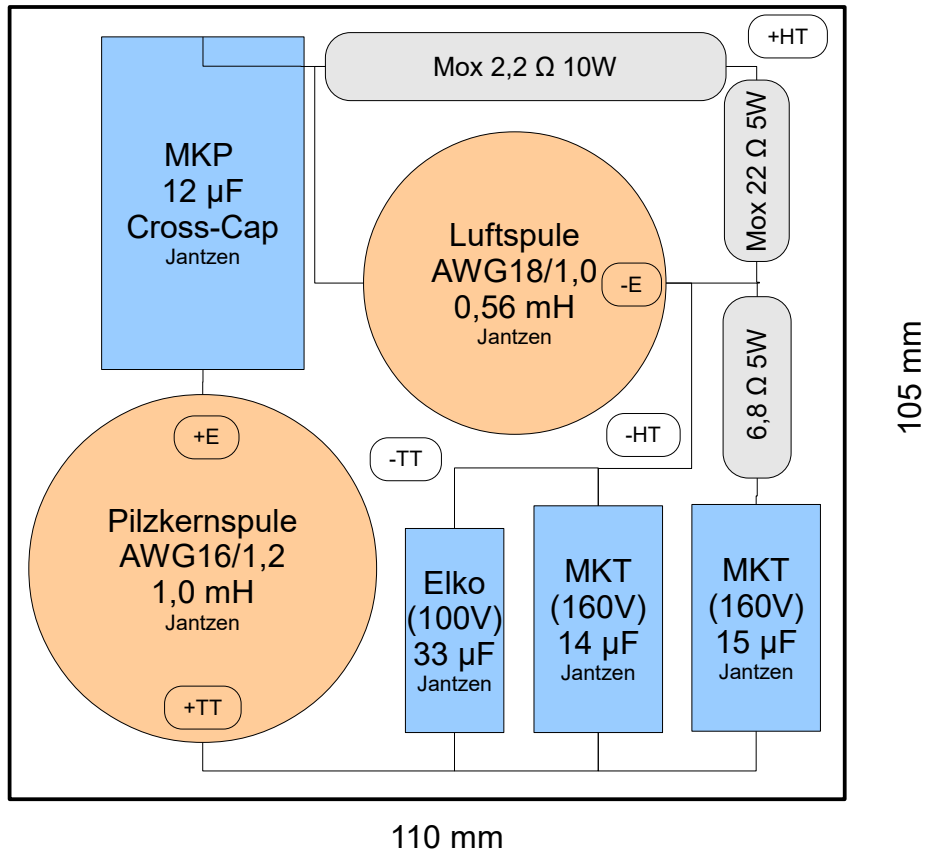 +HT
Mox 2,2 Ω 10W
Mox 22 Ω 5W
MKP
12 µF
Cross-Cap
Jantzen
Luftspule
AWG18/1,0
0,56 mH
Jantzen
-E
6,8 Ω 5W
105 mm
+E
-TT
-HT
Pilzkernspule
AWG16/1,2
1,0 mH
Jantzen
+TT
Elko
(100V)
33 µF
Jantzen
MKT
(160V)
14 µF
Jantzen
MKT
(160V)
15 µF
Jantzen
110 mm